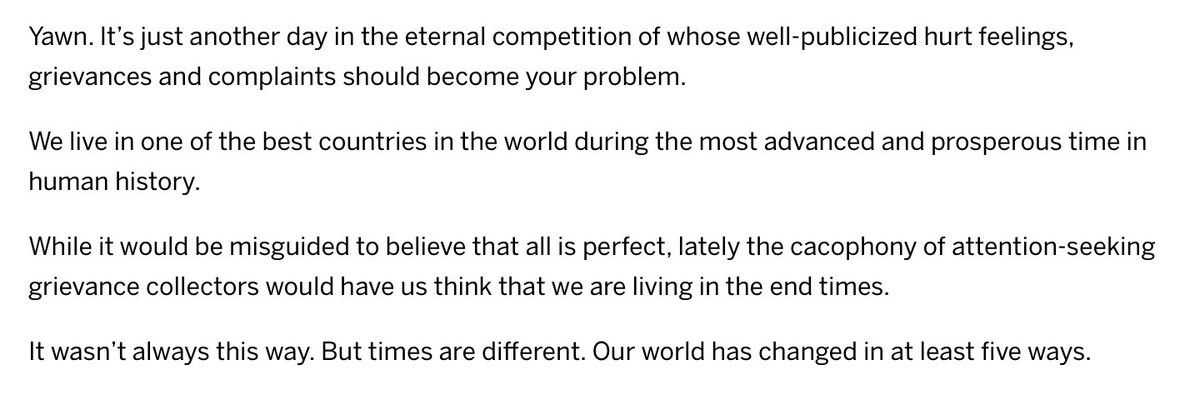 Yawn. It’s just another day in the eternal competition of whose well-publicized hurt feelings,
grievances and complaints should become your problem.
We live in one of the best countries in the world during the most advanced and prosperous time in
human history.
While it would be misguided to believe that all is perfect, lately the cacophony of attention-seeking
grievance collectors would have us think that we are living in the end times.
It wasn’t always this way. But times are different. Our world has changed in at least five ways.